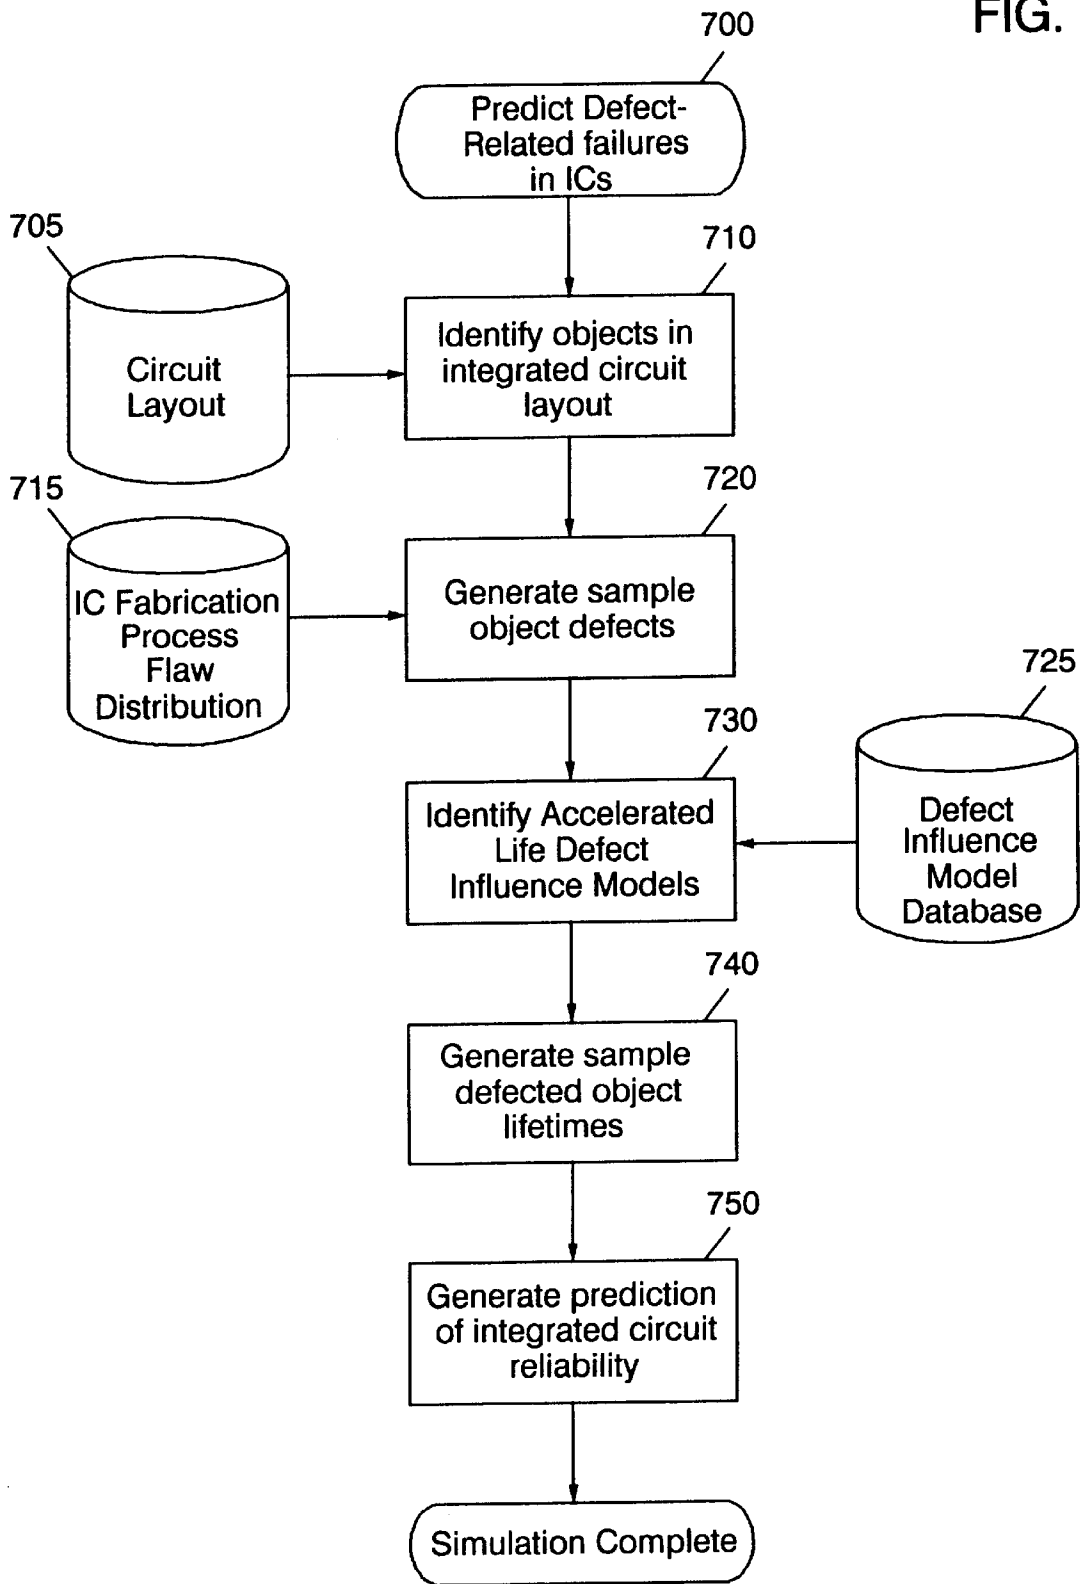 FIG.
700
Predict Defect-
Related failures
in ICs
705
710
Circuit
Layout
Identify objects in
integrated circuit
layout
715
720
IC Fabrication
Process
Flaw
Distribution
Generate sample
object defects
725
730
Identify Accelerated
Life Defect
Influence Models
Defect
Influence
Model
Database
740
Generate sample
defected object
lifetimes
750
Generate prediction
of integrated circuit
reliability
Simulation Complete